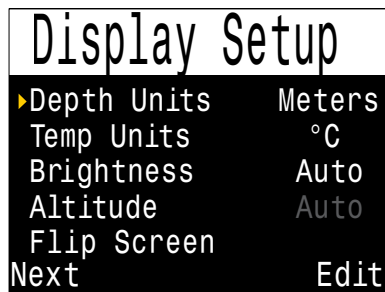 Display Setup
Depth Units Meters
Temp Units °C
Brightness Auto
Altitude Auto
Flip Screen
Next Edit